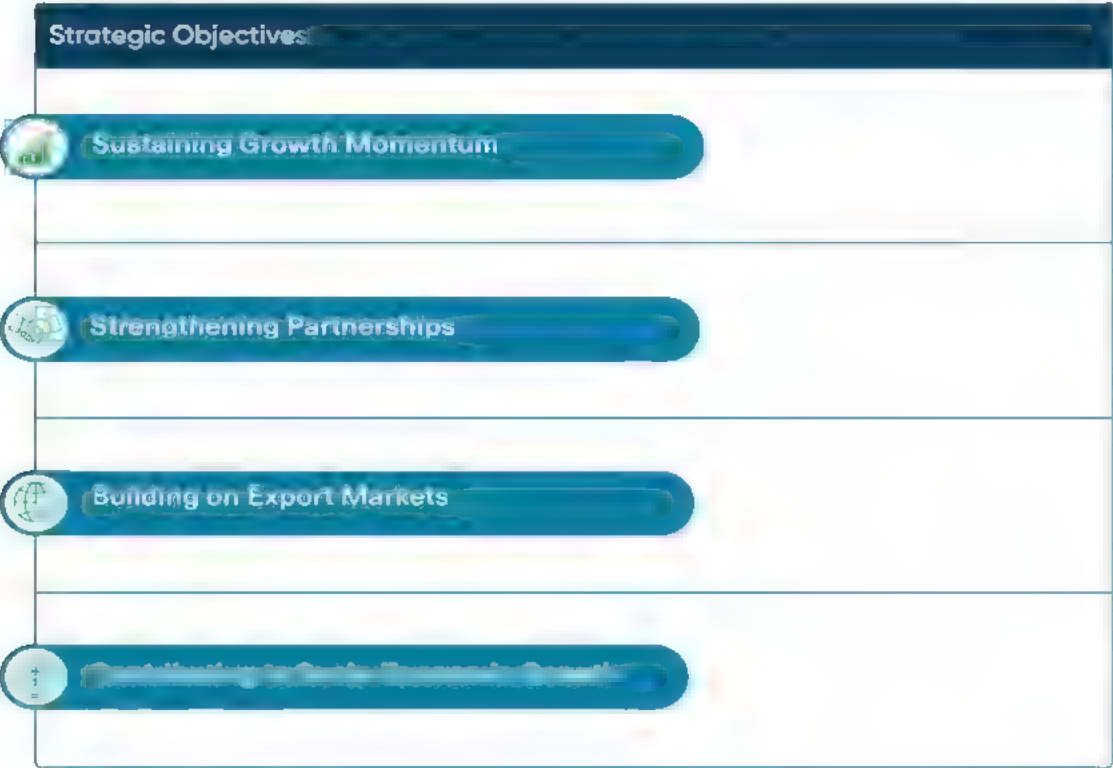 Strategic Objectives
Sustaining Growth Momentum
Strengthening Partnerships
Building on Export Markets